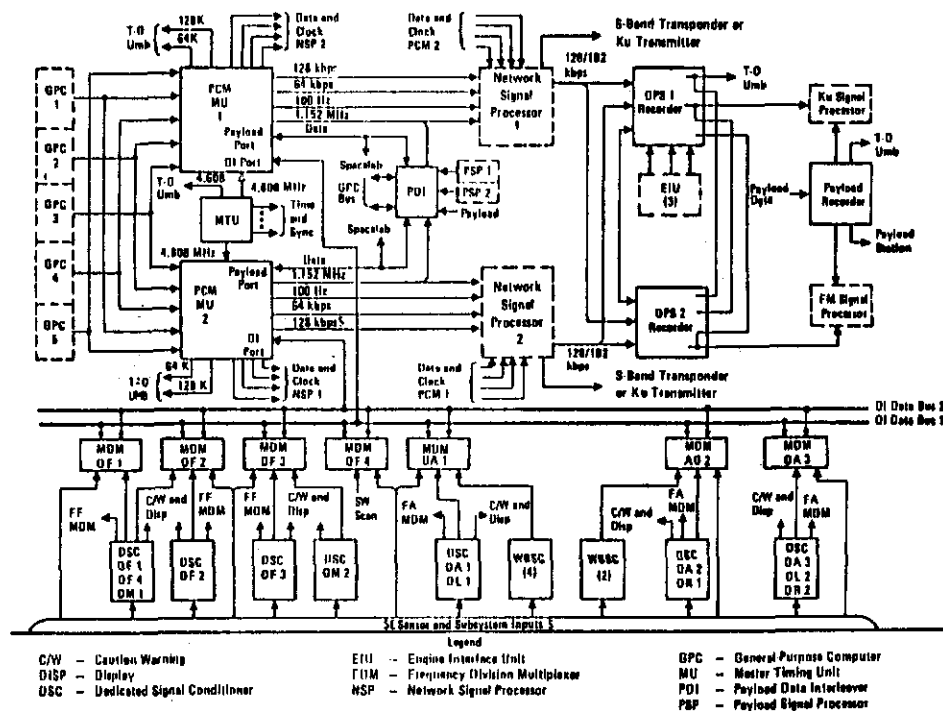 T-0
Umb
128K
64K
Data and
Clock
NSP 2
Data and
Clock
PCM 2
S-Band Transponder or
Ku Transmitter
GPC
1
GPC
2
GPC
3
GPC
4
GPC
5
PCM
MU
1
Payload
Port
OI Port
128 kbps
64 kbps
100 Hz
1.152 MHz
Data
Network
Signal
Processor
1
128/192
kbps
OPS 1
Recorder
T-0
Umb
Ku Signal
Processor
T-0
Umb
Payload
Recorder
Payload
Station
FM Signal
Processor
EIU
(3)
Payload
Spacelab
GPC
Bus
PDI
PSP 1
PSP 2
Payload
Spacelab
T-0
Umb
4.608
4.608 MHz
MTU
Time
and
Sync
4.608 MHz
Data
1.152 MHz
100 Hz
64 kbps
128 kbps
Payload
Port
PCM
MU
2
OI
Port
Network
Signal
Processor
2
OPS 2
Recorder
128/192
kbps
64 K
128 K
Data and
Clock
NSP 1
Data and
Clock
PCM 1
S-Band Transponder
or Ku Transmitter
OI Data Bus
OI Data Bus
MDM
OF 1
MDM
OF 2
MDM
OF 3
MDM
OF 4
MDM
OA 1
MDM
AO 2
MDM
OA 3
FF
MDM
C/W and
Disp
FF
MDM
FF
MDM
C/W and
Disp
SW
Scan
FA
MDM
C/W and
Disp
C/W and
Disp
FA
MDM
C/W and
Disp
FA
MDM
DSC
OF 1
OF 4
OM 1
DSC
OF 2
DSC
OF 3
DSC
OM 2
DSC
OA 1
OL 1
WBSC
(4)
WBSC
(2)
DSC
OA 2
OR 1
DSC
OA 3
OL 2
OR 2
Sensor and Subsystem Inputs
Legend
C/W – Caution Warning
DISP – Display
DSC – Dedicated Signal Conditioner
EIU – Engine Interface Unit
FDM – Frequency Division Multiplexer
NSP – Network Signal Processor
GPC – General Purpose Computer
MU – Master Timing Unit
PDI – Payload Data Interleaver
PSP – Payload Signal Processor